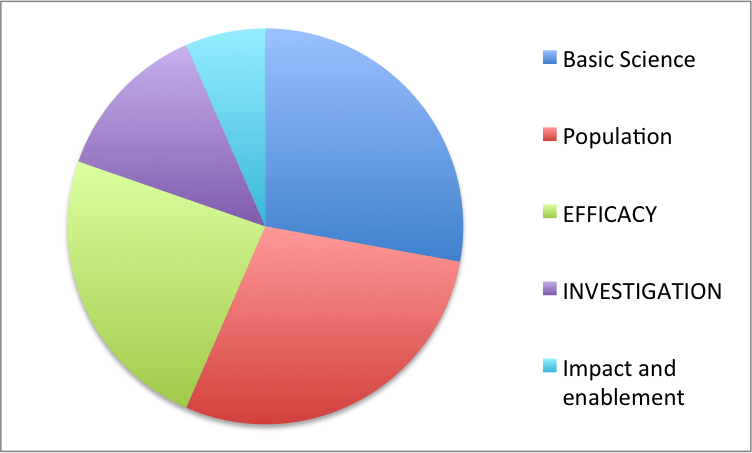 Basic Science
Population
EFFICACY
INVESTIGATION
Impact and
enablement